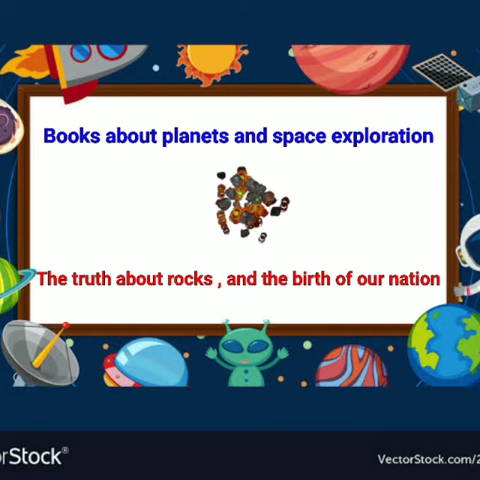 Books about planets and space exploration
The truth about rocks , and the birth of our nation
rStock®
VectorStock.com/2